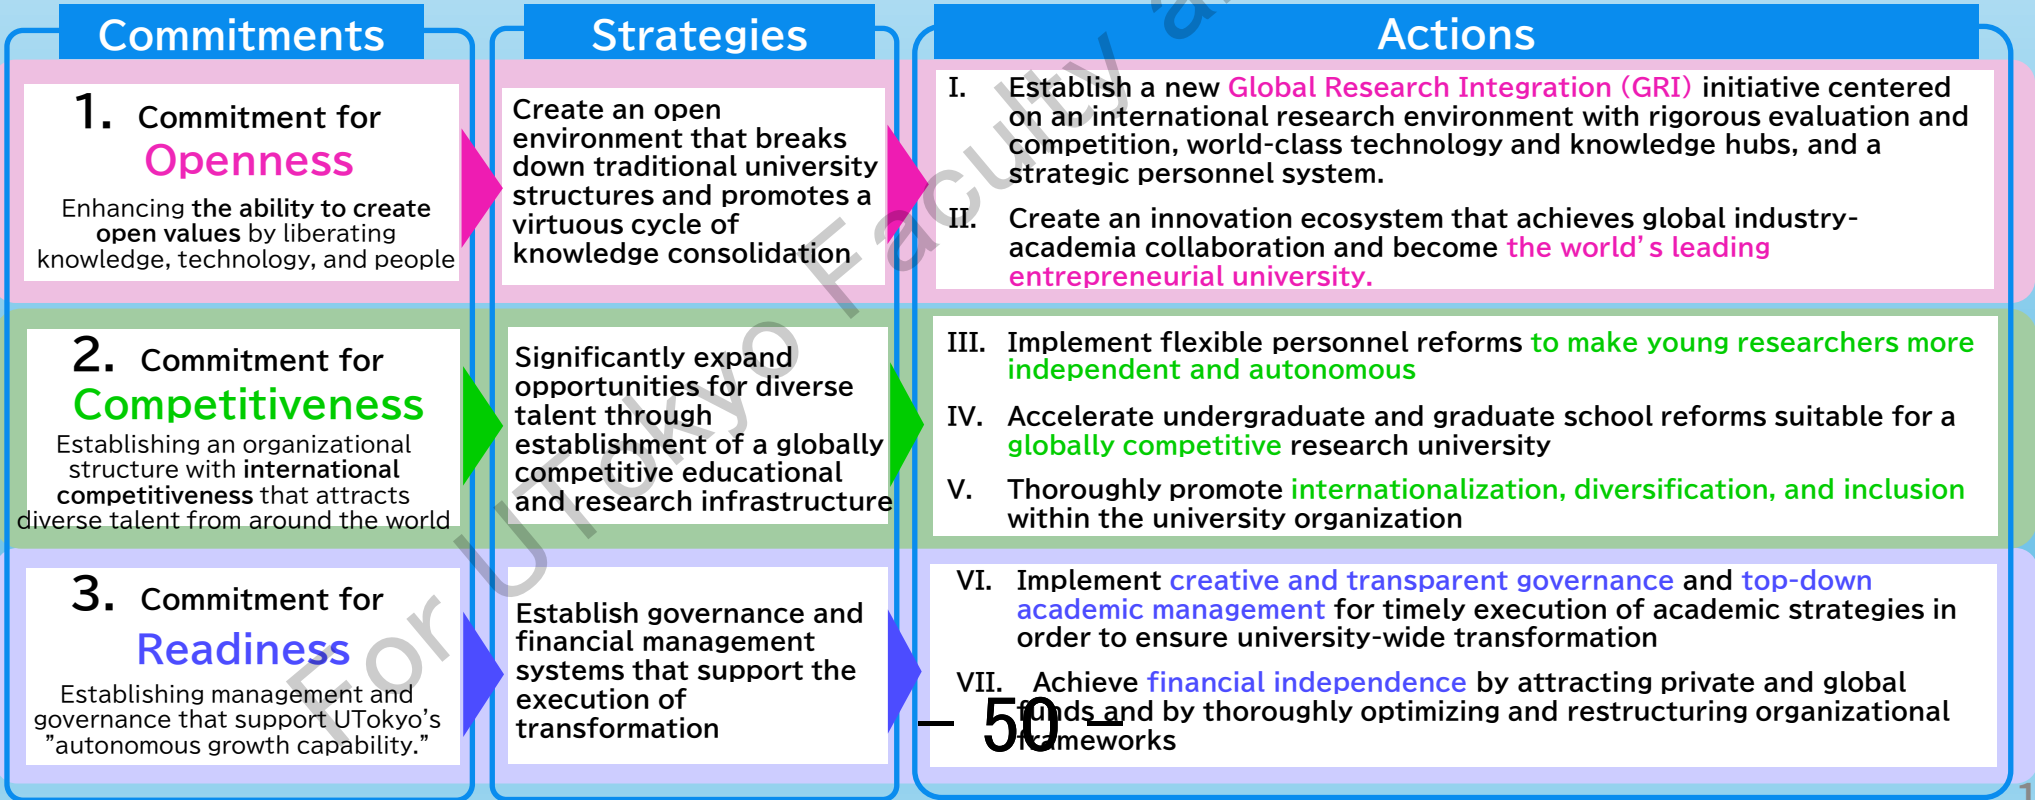 Commitments
Strategies
Actions
1. Commitment for
Openness
Enhancing the ability to create
open values by liberating
knowledge, technology, and people
Create an open
environment that breaks
down traditional university
structures and promotes a
virtuous cycle of
knowledge consolidation
I. Establish a new Global Research Integration (GRI) initiative centered
on an international research environment with rigorous evaluation and
competition, world-class technology and knowledge hubs, and a
strategic personnel system.
II. Create an innovation ecosystem that achieves global industry-
academia collaboration and become the world's leading
entrepreneurial university.
2. Commitment for
Competitiveness
Establishing an organizational
structure with international
competitiveness that attracts
diverse talent from around the world
Significantly expand
opportunities for diverse
talent through
establishment of a globally
competitive educational
and research infrastructure
III. Implement flexible personnel reforms to make young researchers more
independent and autonomous
IV. Accelerate undergraduate and graduate school reforms suitable for a
globally competitive research university
V. Thoroughly promote internationalization, diversification, and inclusion
within the university organization
3. Commitment for
Readiness
Establishing management and
governance that support UTokyo's
"autonomous growth capability."
Establish governance and
financial management
systems that support the
execution of
transformation
VI. Implement creative and transparent governance and top-down
academic management for timely execution of academic strategies in
order to ensure university-wide transformation
VII. Achieve financial independence by attracting private and global
funds and by thoroughly optimizing and restructuring organizational
frameworks
– 50 –
For UTokyo Faculty